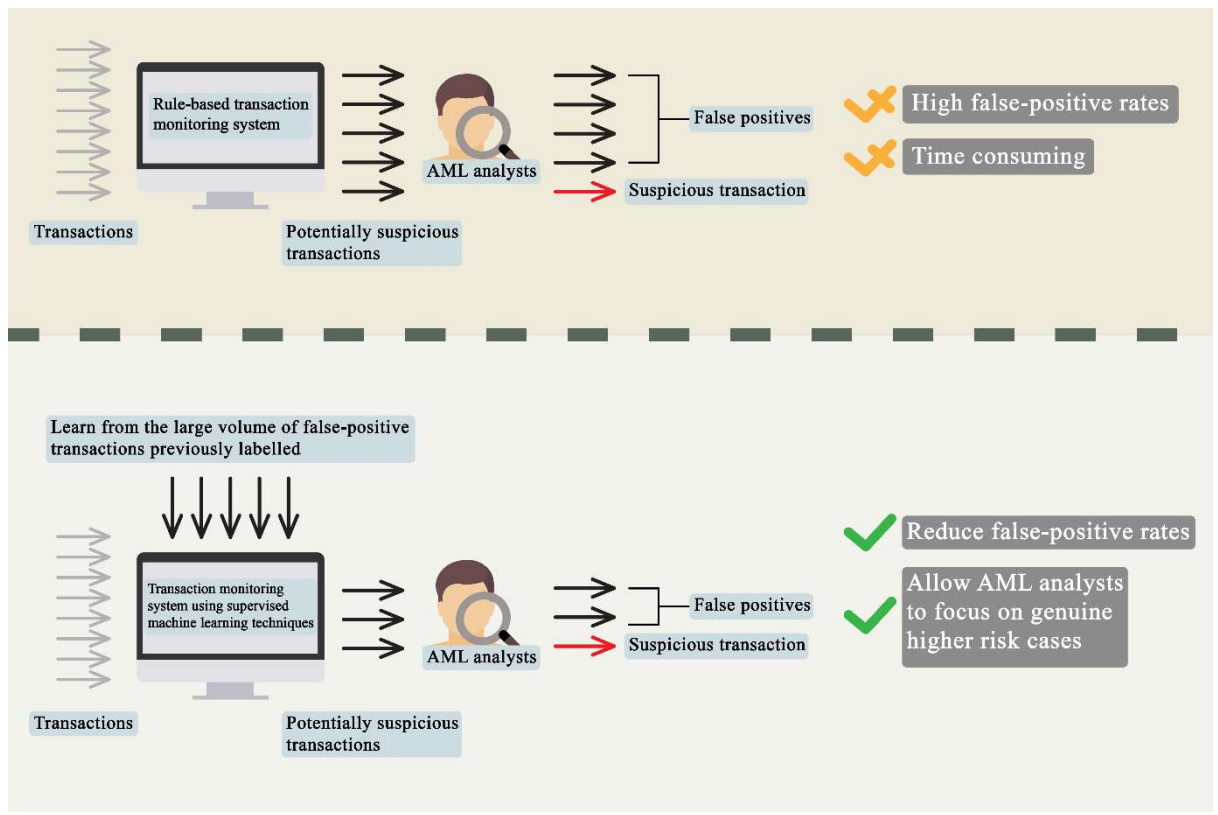 Rule-based transaction
monitoring system
AML analysts
False positives
Suspicious transaction
High false-positive rates
Time consuming
Transactions
Potentially suspicious
transactions
Learn from the large volume of false-positive
transactions previously labelled
Transaction monitoring
system using supervised
machine learning techniques
AML analysts
False positives
Suspicious transaction
Reduce false-positive rates
Allow AML analysts
to focus on genuine
higher risk cases
Transactions
Potentially suspicious
transactions